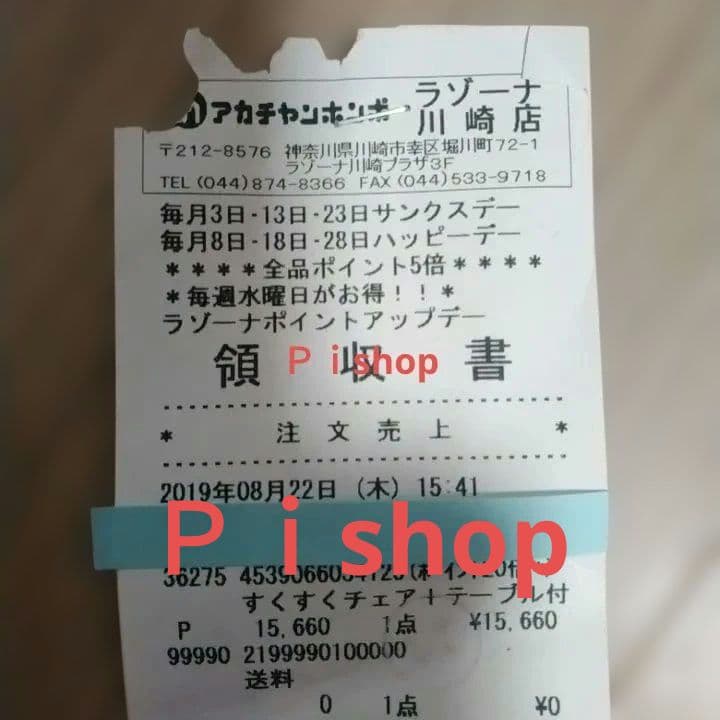 アカチャンホンポ ラゾーナ
川崎店
〒212-8576 神奈川県川崎市幸区堀川町72-1
ラゾーナ川崎プラザ3F
TEL (044)874-8366 FAX (044)533-9718
毎月3日・13日・23日サンクスデー
毎月8日・18日・28日ハッピーデー
****全品ポイント5倍****
*毎週水曜日がお得!!*
ラゾーナポイントアップデー
領収書
Pi shop
* 注文売上 *
2019年08月22日 (木) 15:41
Pi shop
36275
すくすくチェア+テーブル付
P 15,660 1点 ¥15,660
99990 2199990100000
送料
0 1点 ¥0